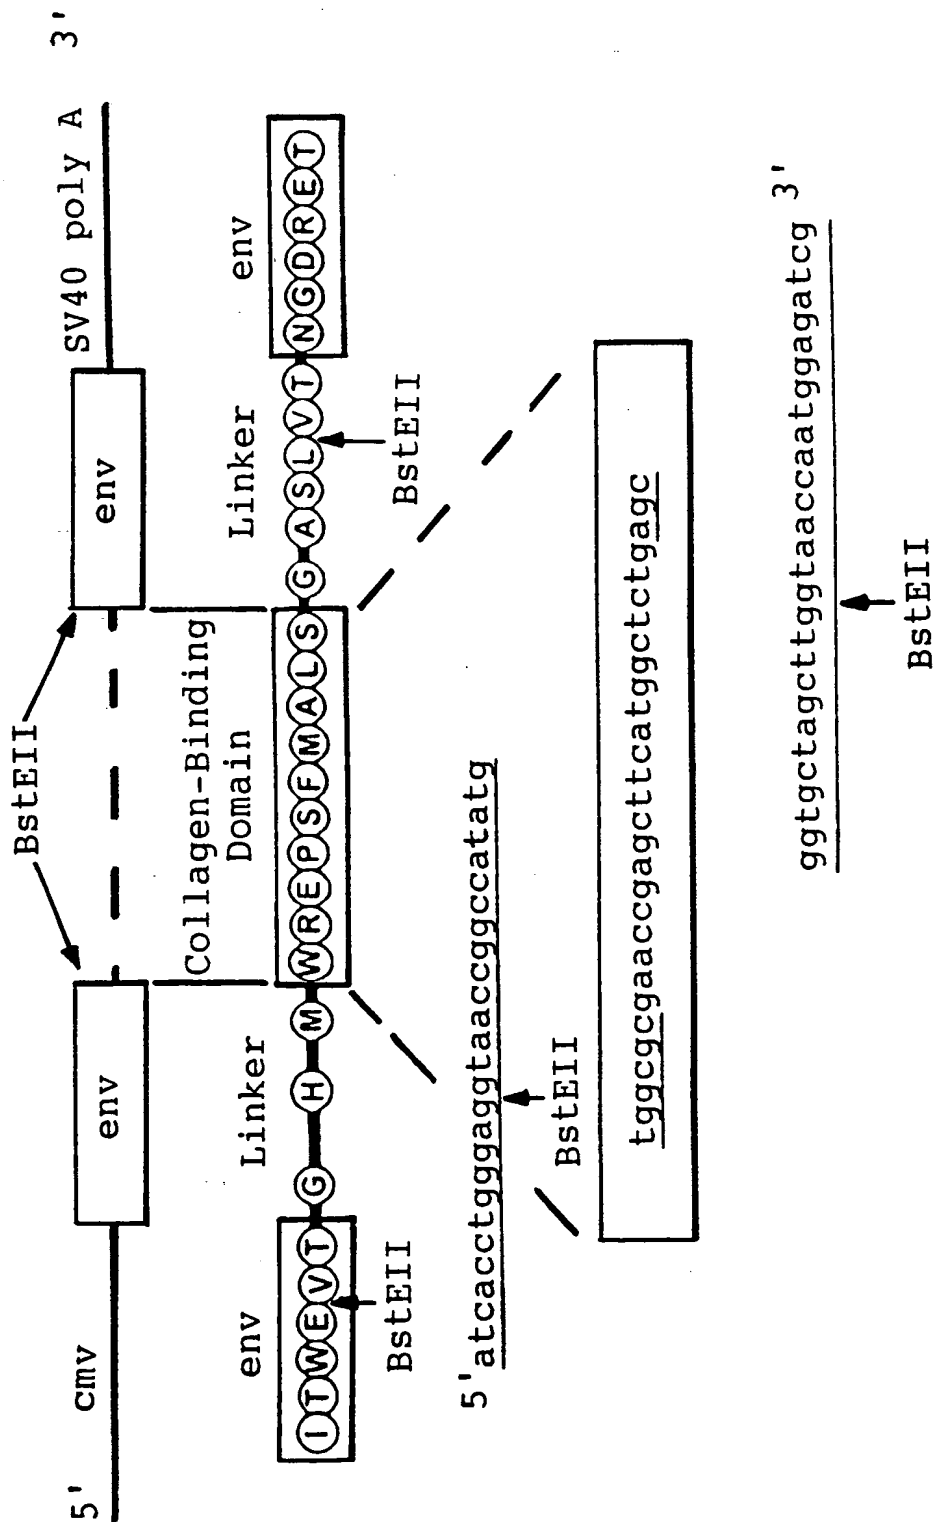 BstEII
5' cmv env env SV40 poly A 3'
Collagen-Binding
Domain
env Linker Linker env
I T W E V T G H M W R E P S F M A L S G A S L V T N G D R E T
BstEII BstEII
5' atcacctgggaggtaaccggccatatg
BstEII
tggcgcgaaccgagcttcatggctctgagc
ggtgctagcttggtaaccaatggagatcg 3'
BstEII